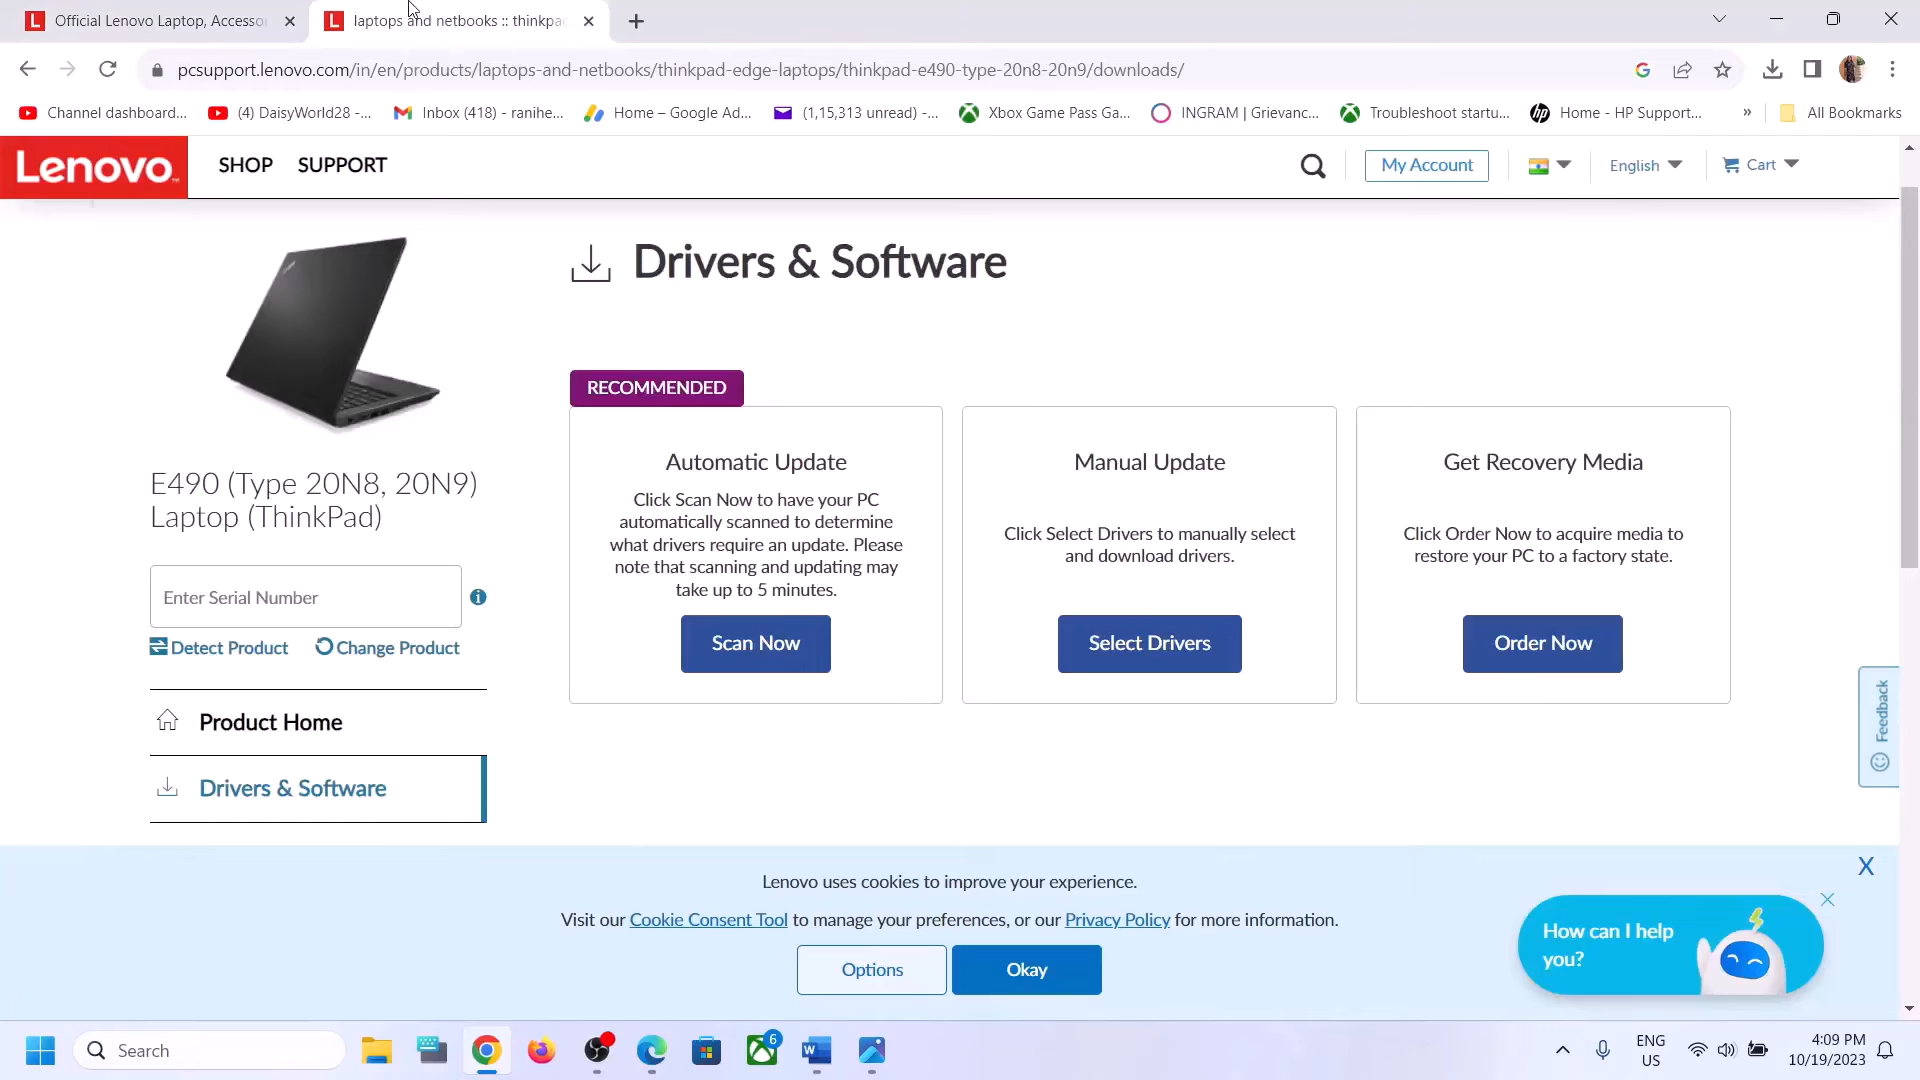 Official Lenovo Laptop, Accesso
laptops and netbooks :: thinkpa
pcsupport.lenovo.com/in/en/products/laptops-and-netbooks/thinkpad-edge-laptops/thinkpad-e490-type-20n8-20n9/downloads/
Channel dashboard...
(4) DaisyWorld28 -...
Inbox (418) - ranihe...
Home – Google Ad...
(1,15,313 unread) -...
Xbox Game Pass Ga...
INGRAM | Grievanc...
Troubleshoot startu...
Home - HP Support...
»
All Bookmarks
Lenovo
SHOP
SUPPORT
My Account
English
Cart
Drivers & Software
RECOMMENDED
Automatic Update
Click Scan Now to have your PC
automatically scanned to determine
what drivers require an update. Please
note that scanning and updating may
take up to 5 minutes.
Scan Now
Manual Update
Click Select Drivers to manually select
and download drivers.
Select Drivers
Get Recovery Media
Click Order Now to acquire media to
restore your PC to a factory state.
Order Now
E490 (Type 20N8, 20N9)
Laptop (ThinkPad)
Enter Serial Number
Detect Product
Change Product
Product Home
Drivers & Software
Feedback
Lenovo uses cookies to improve your experience.
X
Visit our Cookie Consent Tool to manage your preferences, or our Privacy Policy for more information.
Options
Okay
How can I help
you?
Search
6
ENG
US
4:09 PM
10/19/2023